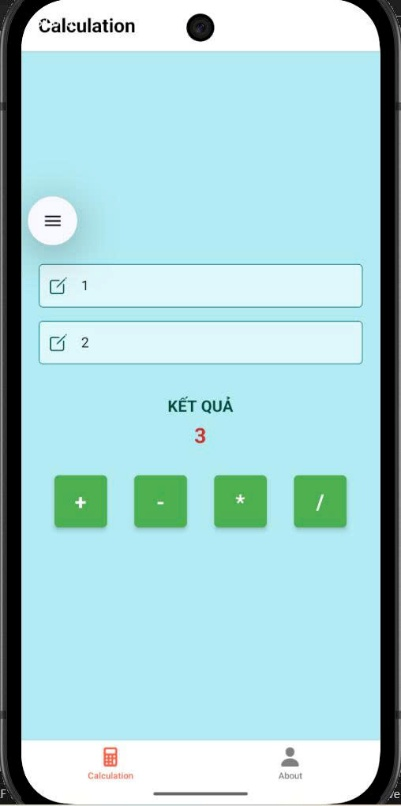 Calculation
1
2
KẾT QUẢ
3
+ - * /
Calculation About